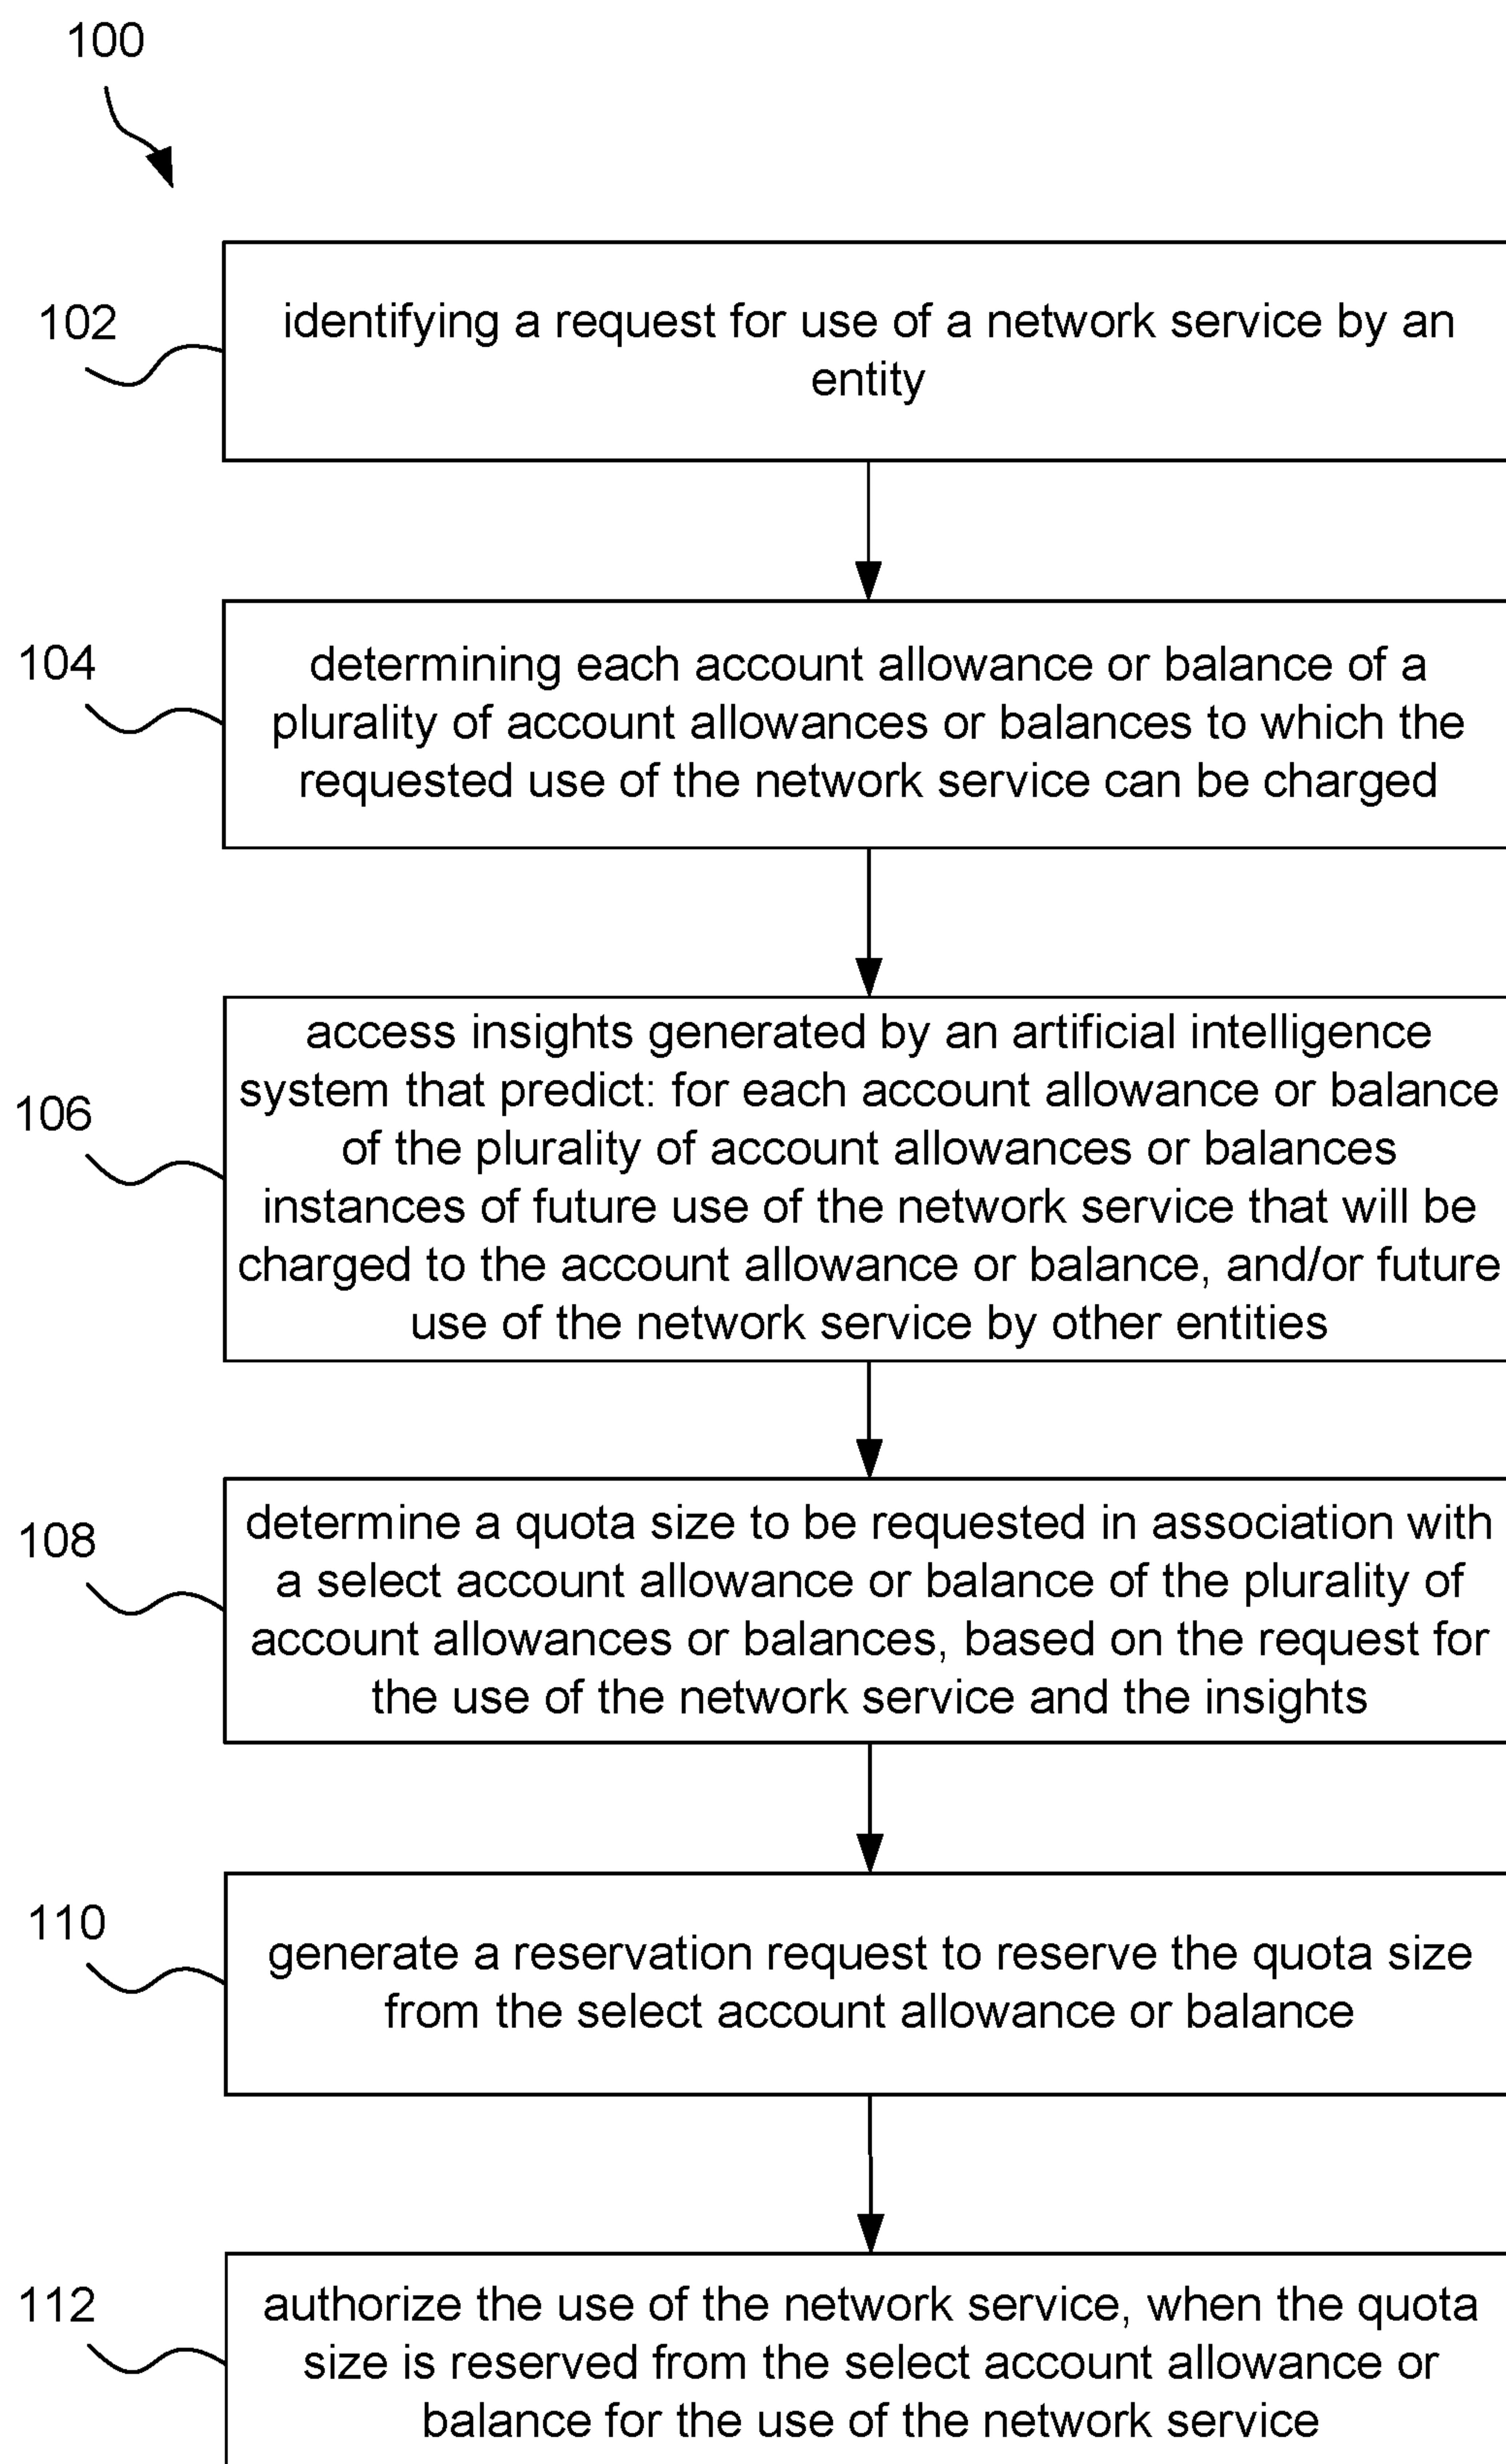 100
102
identifying a request for use of a network service by an
entity
104
determining each account allowance or balance of a
plurality of account allowances or balances to which the
requested use of the network service can be charged
106
access insights generated by an artificial intelligence
system that predict: for each account allowance or balance
of the plurality of account allowances or balances
instances of future use of the network service that will be
charged to the account allowance or balance, and/or future
use of the network service by other entities
108
determine a quota size to be requested in association with
a select account allowance or balance of the plurality of
account allowances or balances, based on the request for
the use of the network service and the insights
110
generate a reservation request to reserve the quota size
from the select account allowance or balance
112
authorize the use of the network service, when the quota
size is reserved from the select account allowance or
balance for the use of the network service